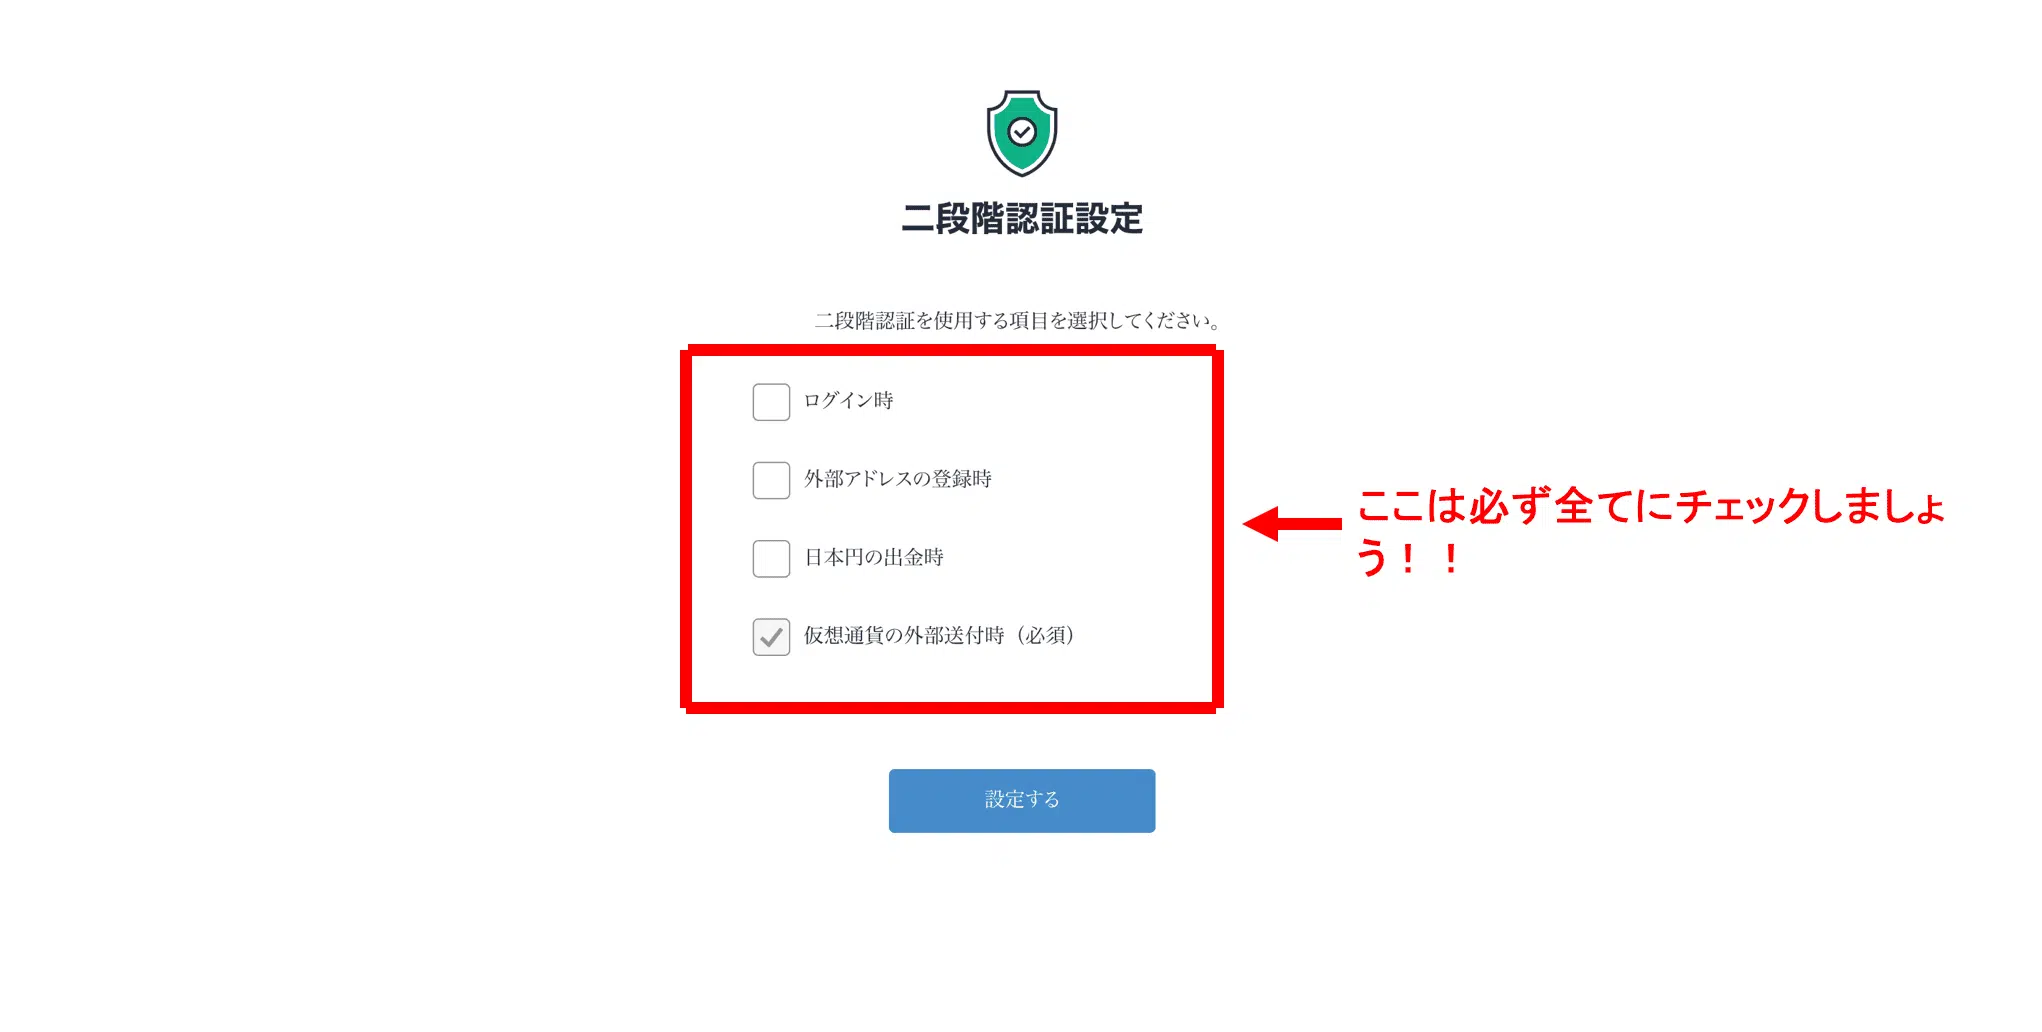 二段階認証設定
二段階認証を使用する項目を選択してください。
ログイン時
外部アドレスの登録時
日本円の出金時
仮想通貨の外部送付時（必須）
ここは必ず全てにチェックしましょ
う！！
設定する